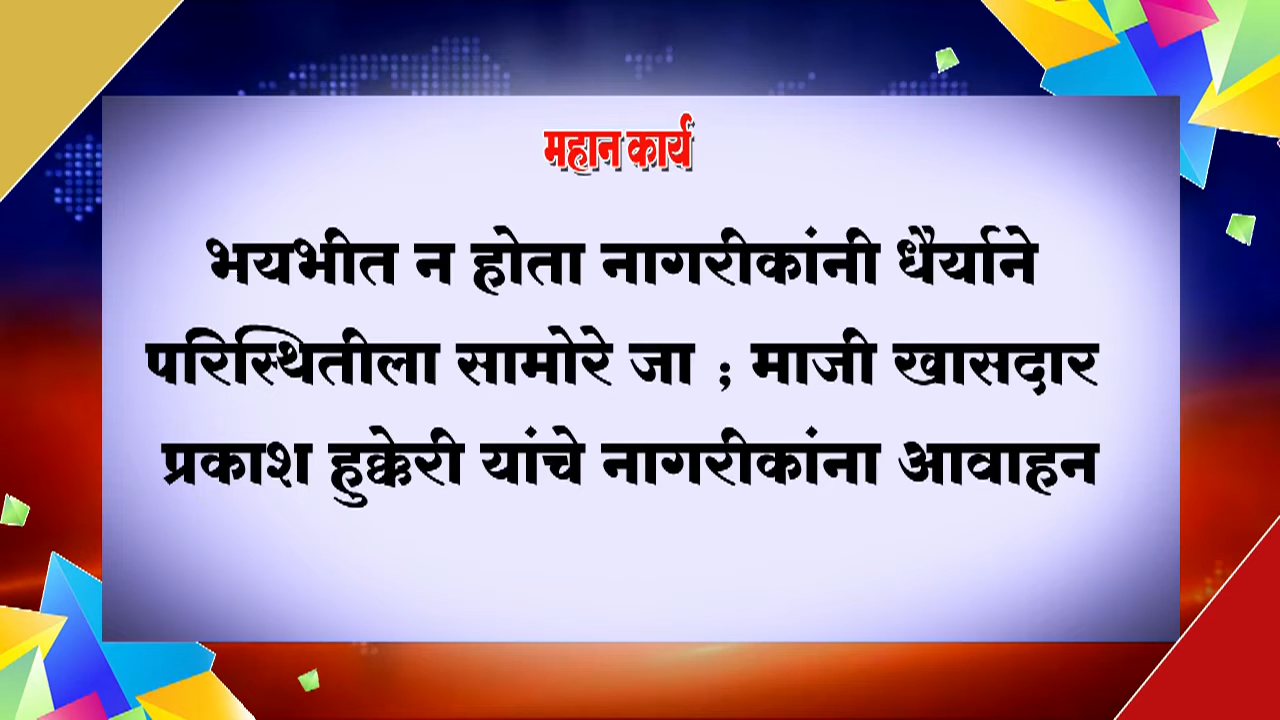 महान कार्य
भयभीत न होता नागरीकांनी धैर्याने
परिस्थितीला सामोरे जा ; माजी खासदार
प्रकाश हुक्केरी यांचे नागरीकांना आवाहन